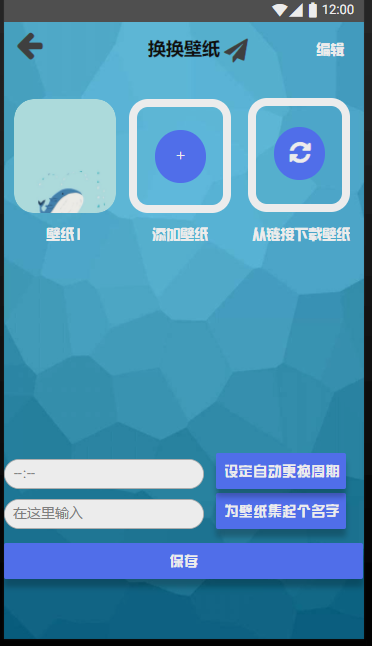 12:00
换换壁纸
编辑
+
壁纸1
添加壁纸
从链接下载壁纸
--:--
设定自动更换周期
在这里输入
为壁纸集起个名字
保存